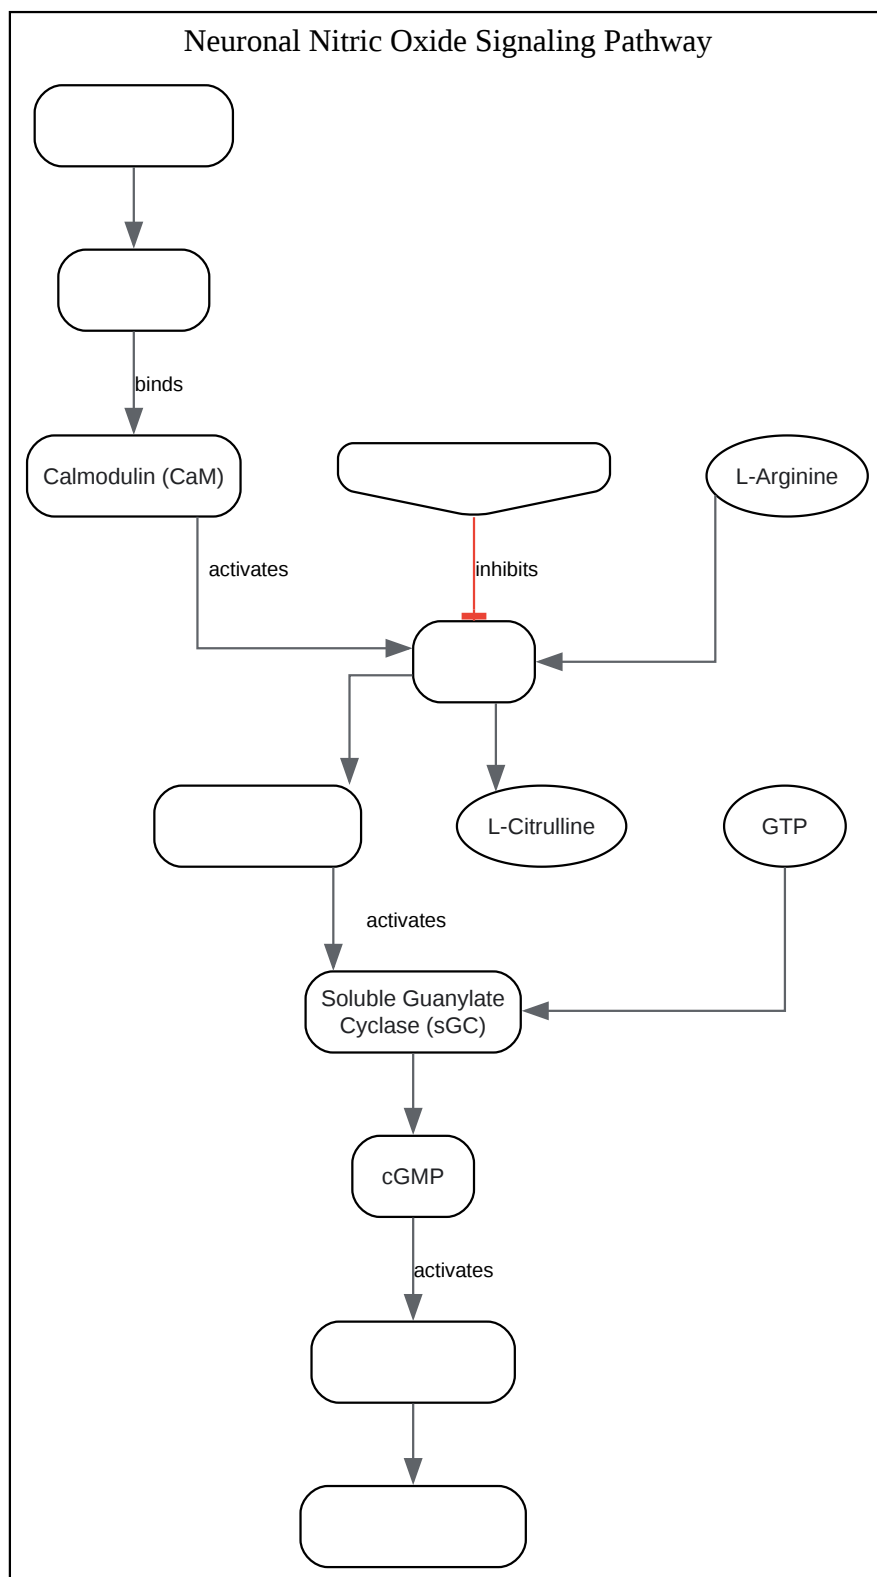 Neuronal Nitric Oxide Signaling Pathway
binds
Calmodulin (CaM)
L-Arginine
activates
inhibits
L-Citrulline
GTP
activates
Soluble Guanylate
Cyclase (sGC)
cGMP
activates